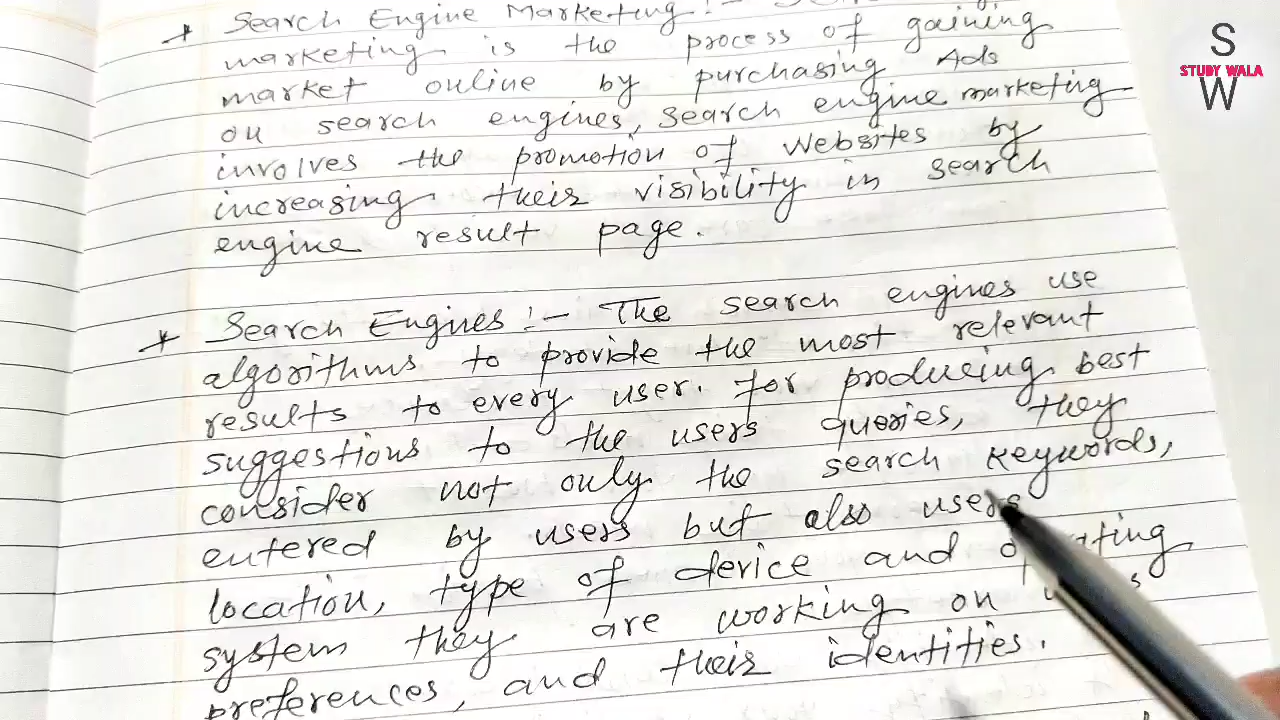 * Search Engine Marketing :-
marketing is the process of gaining
market online by purchasing Ads
on search engines, search engine marketing
involves the promotion of websites by
increasing their visibility in search
engine result page.
* Search Engines :- The search engines use
algorithms to provide the most relevant
results to every user. for producing best
suggestions to the users queries, they
consider not only the search keywords,
entered by users but also users
location, type of device and
system they are working on
preferences, and their identities.
S
STUDY WALA
W